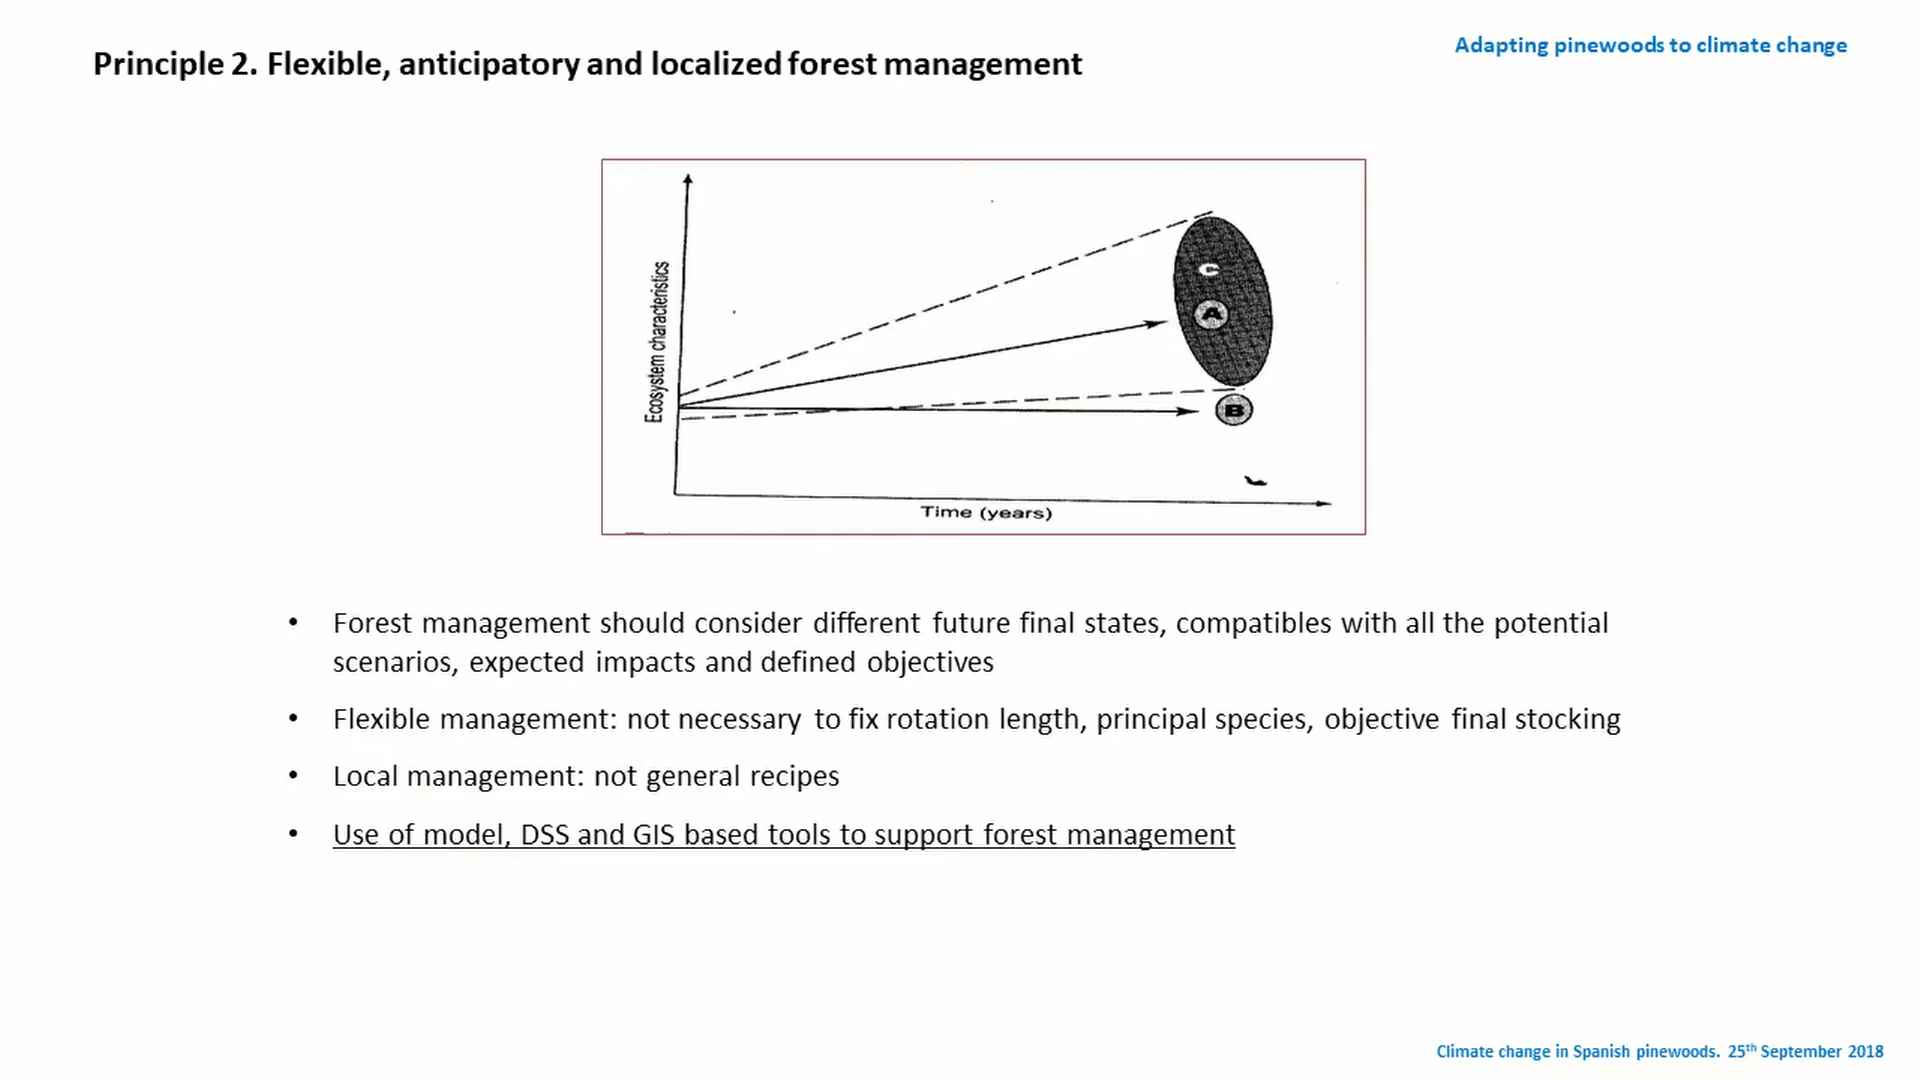 Principle 2. Flexible, anticipatory and localized forest management
Adapting pinewoods to climate change
Ecosystem characteristics
C
A
B
Time (years)
• Forest management should consider different future final states, compatibles with all the potential
scenarios, expected impacts and defined objectives
• Flexible management: not necessary to fix rotation length, principal species, objective final stocking
• Local management: not general recipes
• Use of model, DSS and GIS based tools to support forest management
Climate change in Spanish pinewoods. 25th September 2018